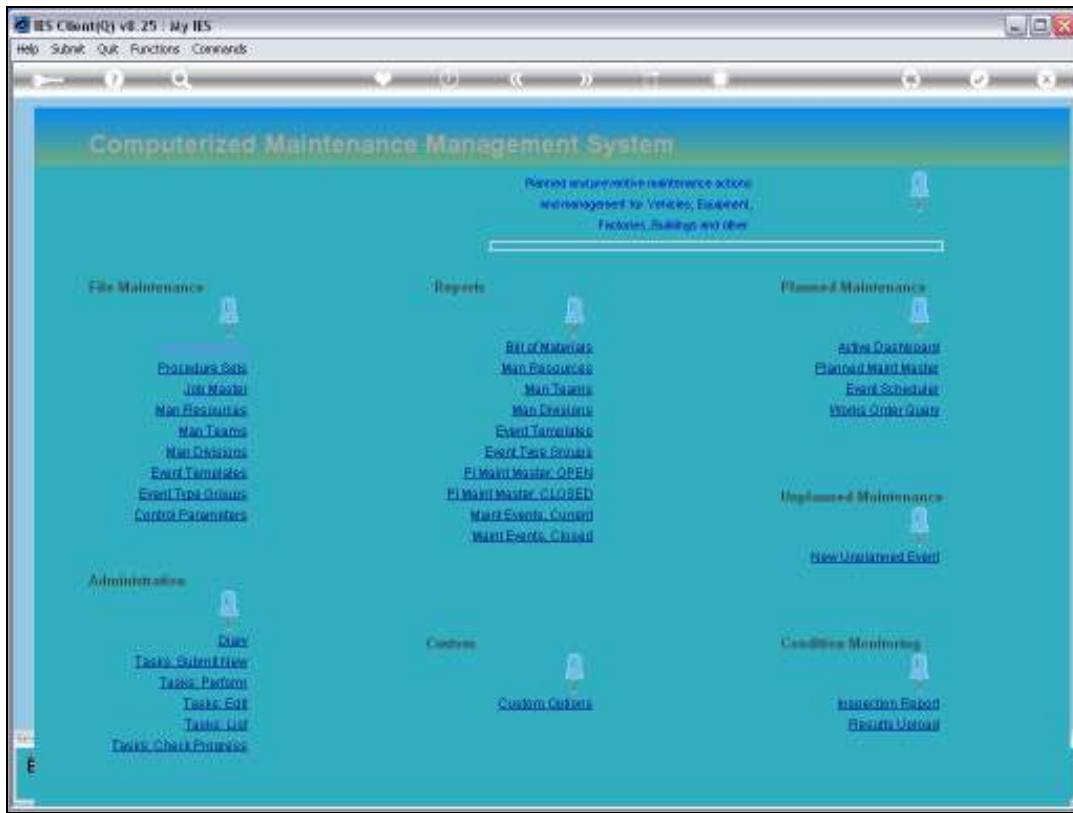 IES Client(Q) v8.25 : My IES
Help Submit Quit Functions Commands
Computerized Maintenance Management System
Planned and preventive maintenance actions
and management for Vehicles, Equipment,
Factories, Buildings and other
File Maintenance
Procedure Sets
Job Master
Man Resources
Man Teams
Man Divisions
Event Templates
Event Type Groups
Control Parameters
Reports
Bill of Materials
Man Resources
Man Teams
Man Divisions
Event Templates
Event Type Groups
Pl Maint Master, OPEN
Pl Maint Master, CLOSED
Maint Events, Current
Maint Events, Closed
Planned Maintenance
Active Dashboard
Planned Maint Master
Event Scheduler
Works Order Query
Unplanned Maintenance
New Unplanned Event
Administration
Diary
Tasks, Submit New
Tasks, Perform
Tasks, Edit
Tasks, List
Tasks, Check Progress
Custom
Custom Options
Condition Monitoring
Inspection Report
Results Upload